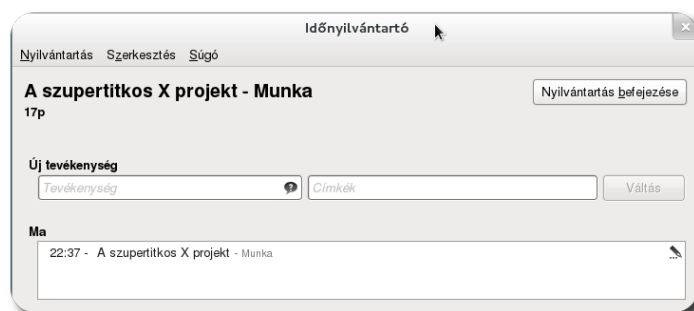 Időnyilvántartó
Nyilvántartás Szerkesztés Súgó
A szupertitkos X projekt - Munka
Nyilvántartás befejezése
17p
Új tevékenység
Tevékenység
Címkék
Váltás
Ma
22:37 - A szupertitkos X projekt - Munka